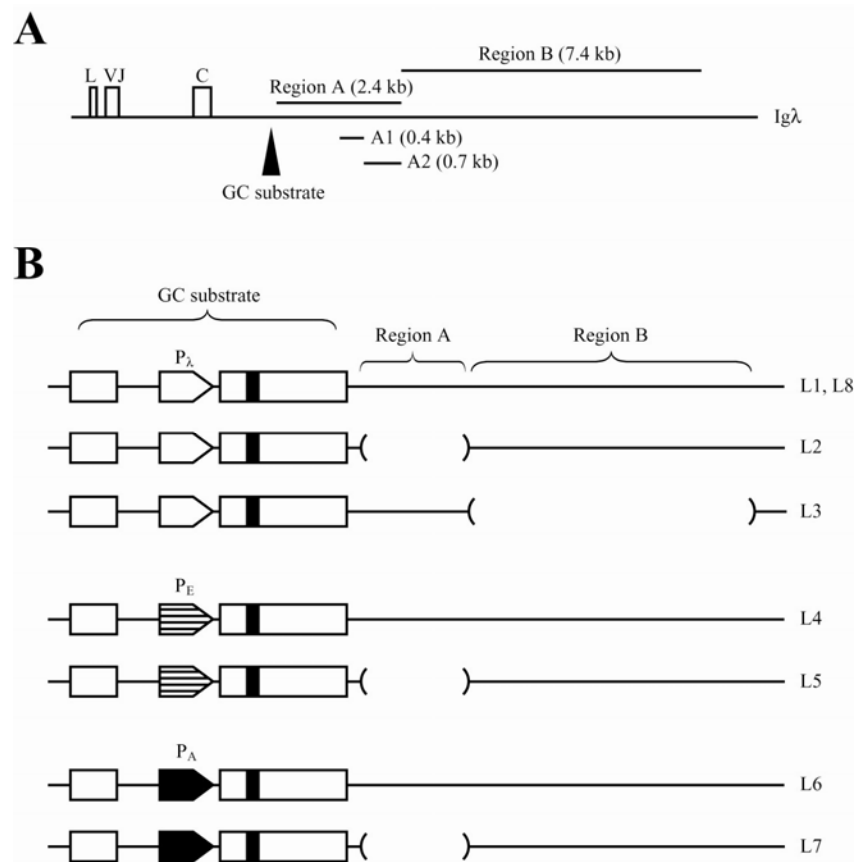 A
Region B (7.4 kb)
L VJ C Region A (2.4 kb)
Igλ
A1 (0.4 kb)
A2 (0.7 kb)
GC substrate
B
GC substrate
Region A Region B
Pλ
L1, L8
L2
L3
PE
L4
L5
PA
L6
L7